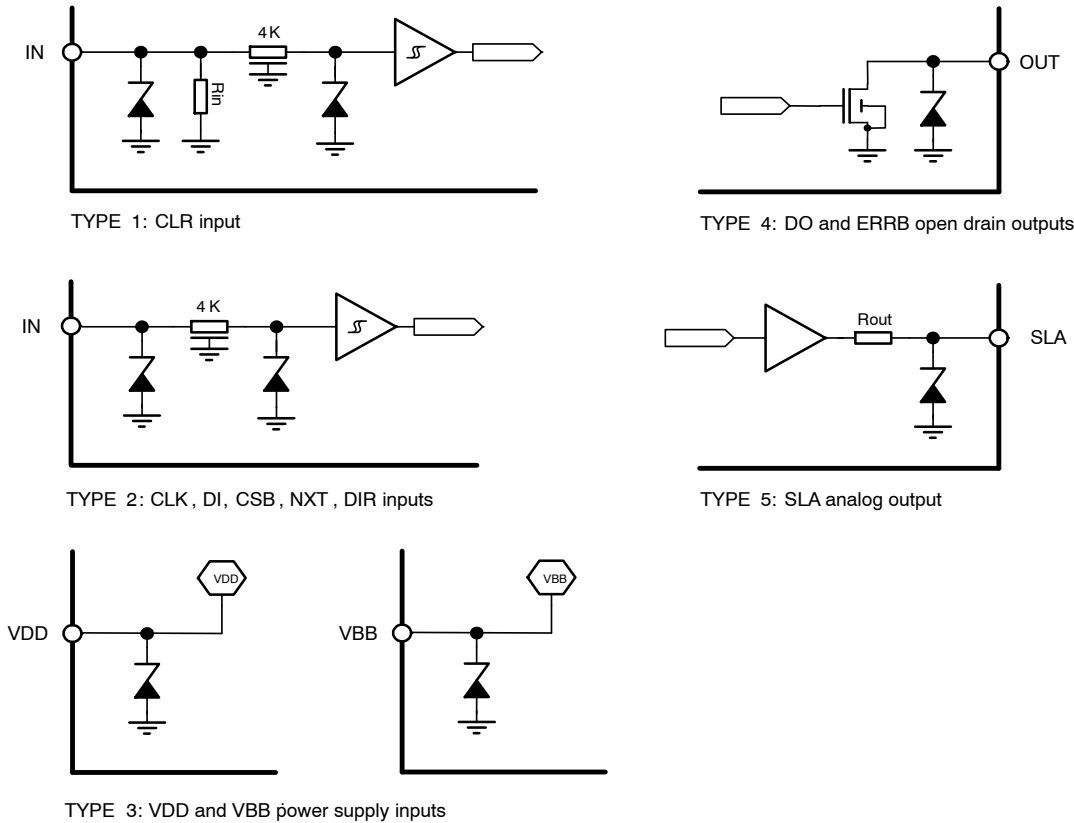 4K
IN
Rin
TYPE 1: CLR input
OUT
TYPE 4: DO and ERRB open drain outputs
4 K
IN
TYPE 2: CLK , DI, CSB , NXT , DIR inputs
Rout
SLA
TYPE 5: SLA analog output
VDD
VDD
VBB
VBB
TYPE 3: VDD and VBB power supply inputs